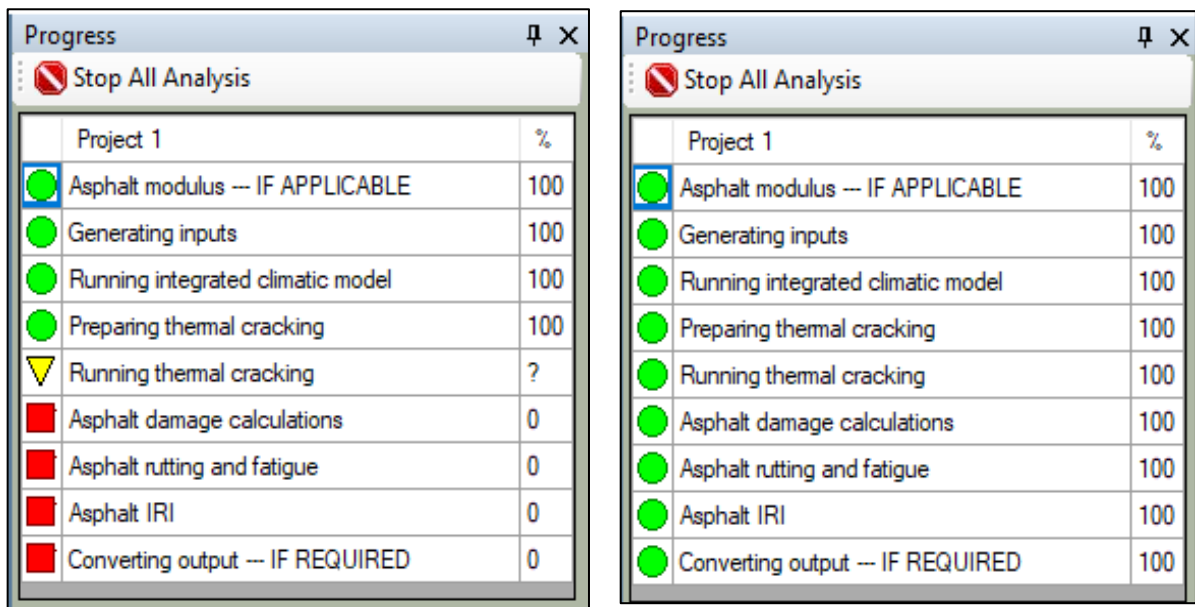 Progress
Stop All Analysis
Project 1 %
Asphalt modulus --- IF APPLICABLE 100
Generating inputs 100
Running integrated climatic model 100
Preparing thermal cracking 100
Running thermal cracking ?
Asphalt damage calculations 0
Asphalt rutting and fatigue 0
Asphalt IRI 0
Converting output --- IF REQUIRED 0
Progress
Stop All Analysis
Project 1 %
Asphalt modulus --- IF APPLICABLE 100
Generating inputs 100
Running integrated climatic model 100
Preparing thermal cracking 100
Running thermal cracking 100
Asphalt damage calculations 100
Asphalt rutting and fatigue 100
Asphalt IRI 100
Converting output --- IF REQUIRED 100